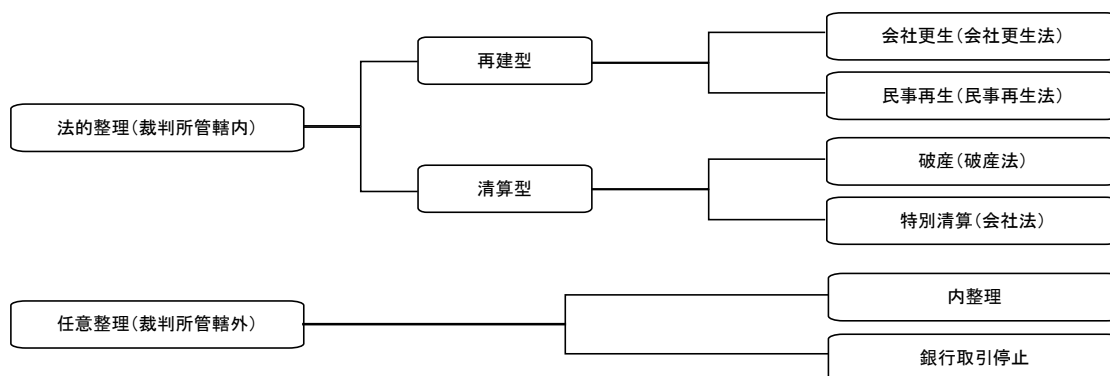 会社更生(会社更生法)
再建型
民事再生(民事再生法)
法的整理(裁判所管轄内)
破産(破産法)
清算型
特別清算(会社法)
内整理
任意整理(裁判所管轄外)
銀行取引停止